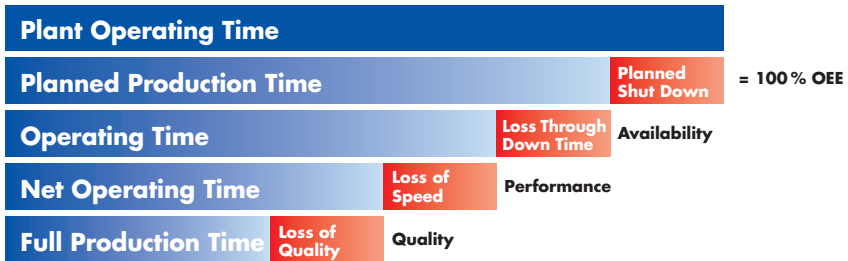 Plant Operating Time
Planned Production Time
Planned
Shut Down
= 100 % OEE
Operating Time
Loss Through
Down Time
Availability
Net Operating Time
Loss of
Speed
Performance
Full Production Time
Loss of
Quality
Quality